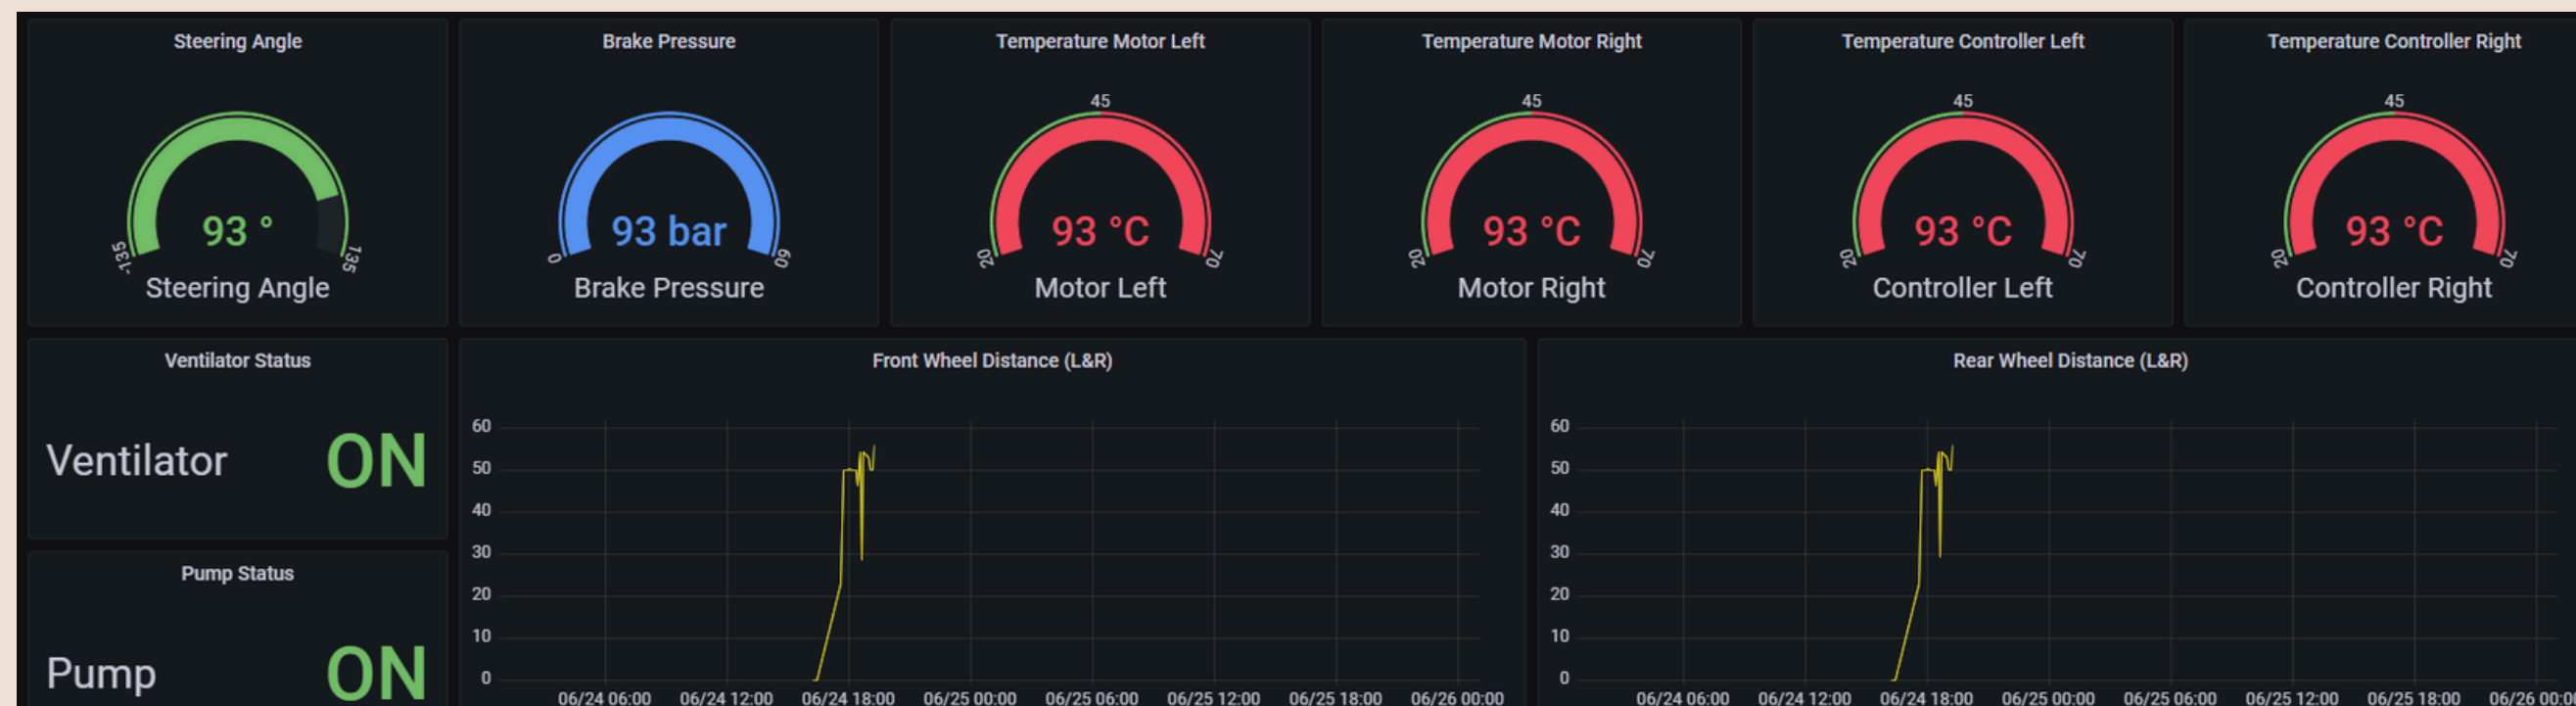 Steering Angle
-135
135
93 °
Steering Angle
Brake Pressure
0
60
93 bar
Brake Pressure
Temperature Motor Left
45
20
70
93 °C
Motor Left
Temperature Motor Right
45
20
70
93 °C
Motor Right
Temperature Controller Left
45
20
70
93 °C
Controller Left
Temperature Controller Right
45
20
70
93 °C
Controller Right
Ventilator Status
Ventilator ON
Pump Status
Pump ON
Front Wheel Distance (L&R)
60
50
40
30
20
10
0
06/24 06:00 06/24 12:00 06/24 18:00 06/25 00:00 06/25 06:00 06/25 12:00 06/25 18:00 06/26 00:00
Rear Wheel Distance (L&R)
60
50
40
30
20
10
0
06/24 06:00 06/24 12:00 06/24 18:00 06/25 00:00 06/25 06:00 06/25 12:00 06/25 18:00 06/26 00:00